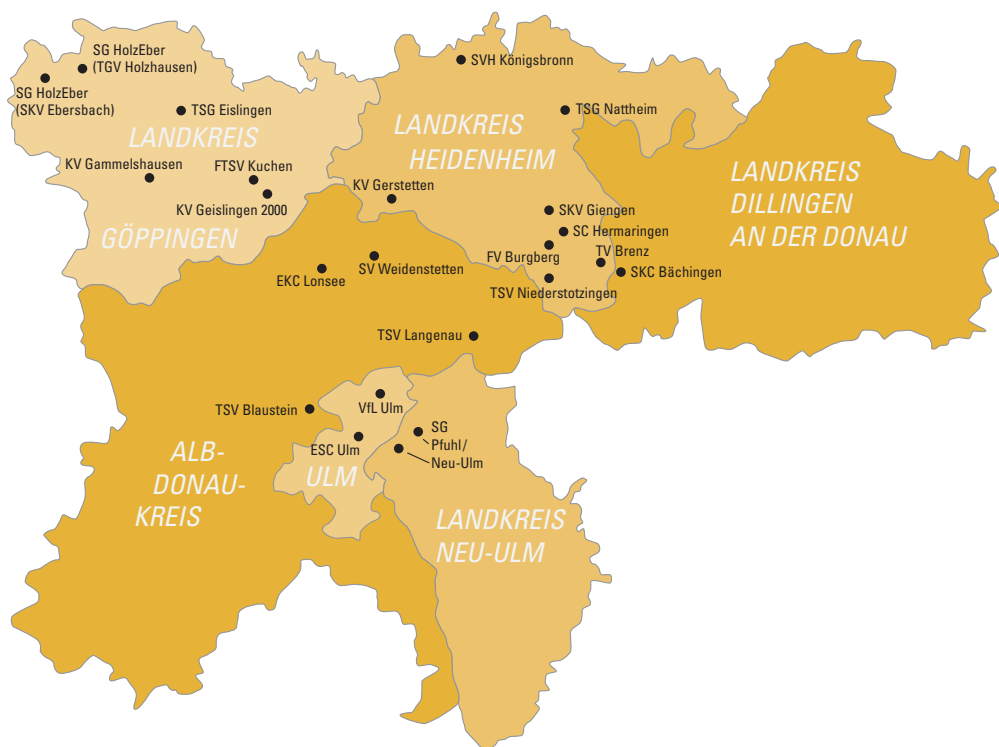 SG HolzEber
(TGV Holzhausen)
SG HolzEber
(SKV Ebersbach)
TSG Eislingen
LANDKREIS
KV Gammelshausen
FTSV Kuchen
KV Geislingen 2000
GÖPPINGEN
SVH Königsbronn
TSG Nattheim
LANDKREIS
HEIDENHEIM
KV Gerstetten
SKV Giengen
SC Hermaringen
FV Burgberg
TV Brenz
TSV Niederstotzingen
LANDKREIS
DILLINGEN
AN DER DONAU
SKC Bächingen
SV Weidenstetten
EKC Lonsee
TSV Langenau
TSV Blaustein
ALB-
DONAU-
KREIS
VfL Ulm
ESC Ulm
ULM
SG
Pfuhl/
Neu-Ulm
LANDKREIS
NEU-ULM